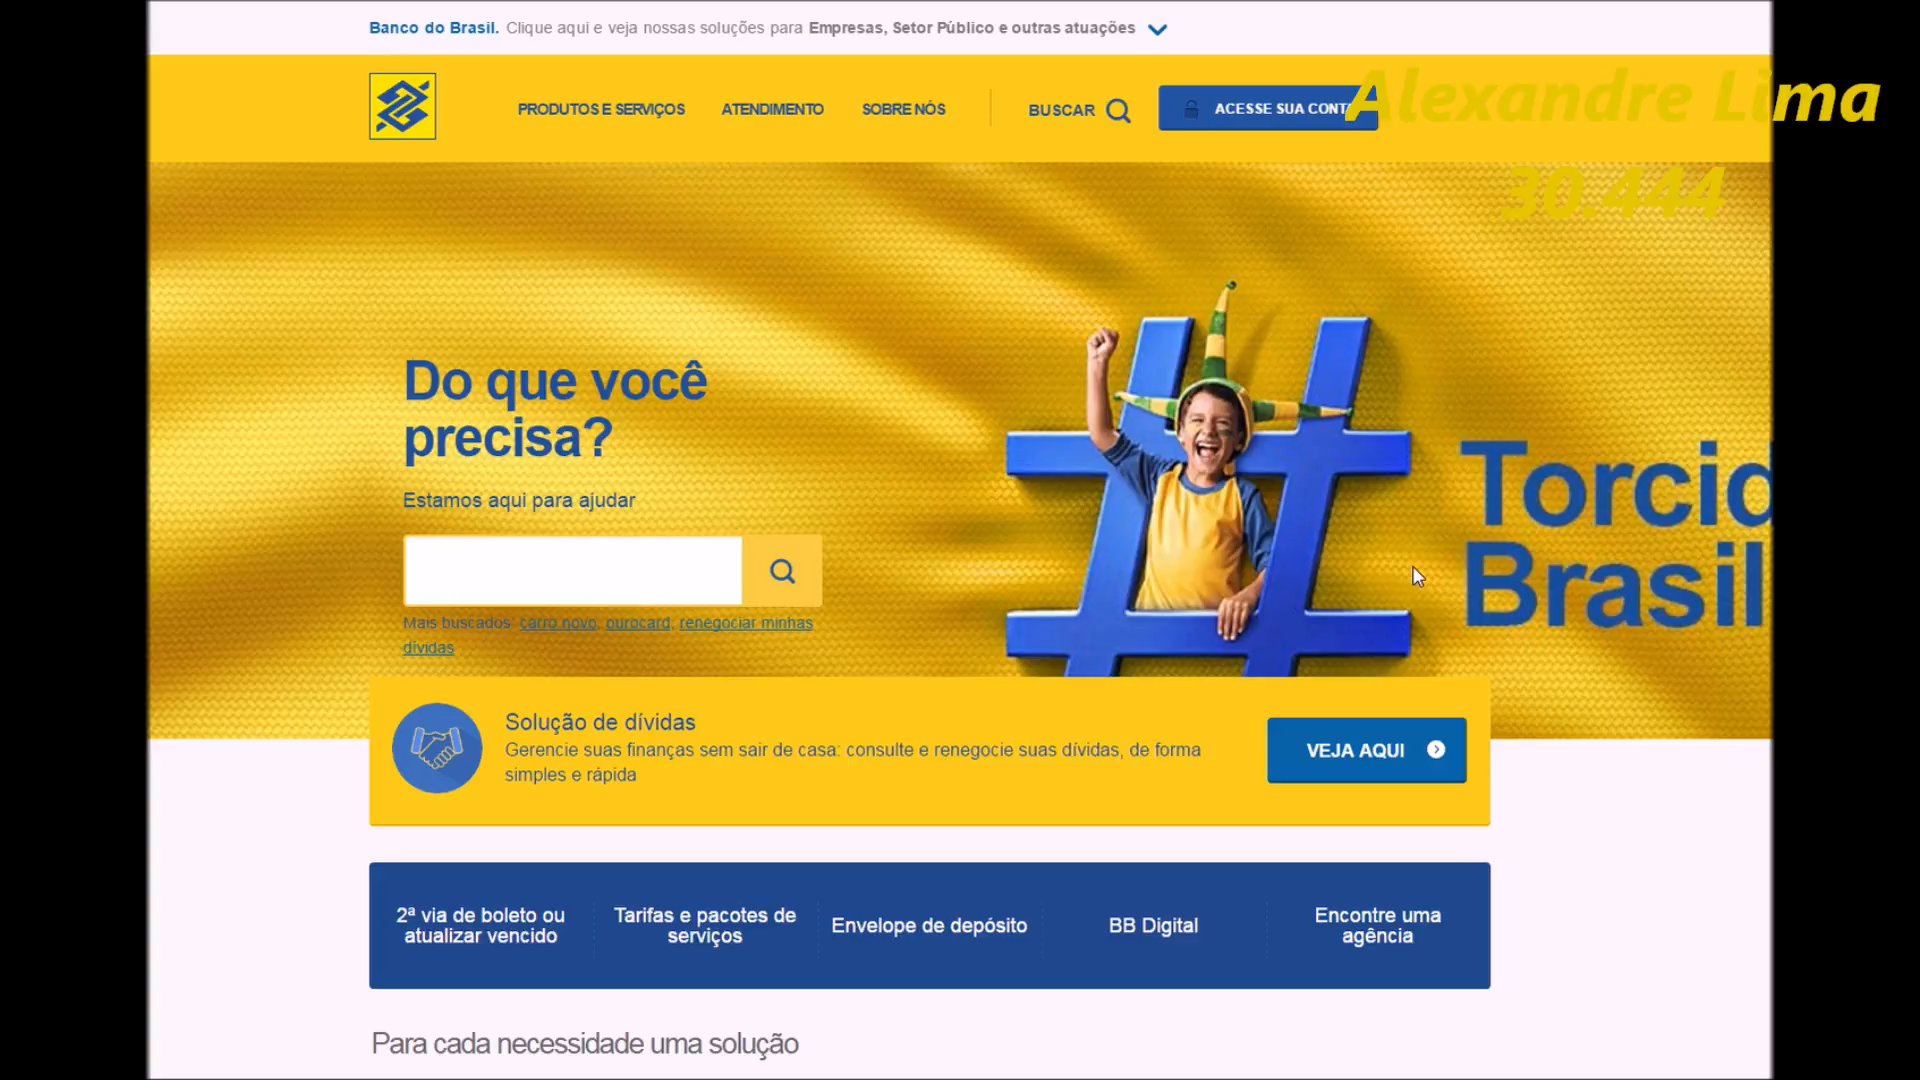 Banco do Brasil. Clique aqui e veja nossas soluções para Empresas, Setor Público e outras atuações
PRODUTOS E SERVIÇOS ATENDIMENTO SOBRE NÓS BUSCAR ACESSE SUA CONT
Alexandre Lima
30.444
Do que você
precisa?
Estamos aqui para ajudar
Torcid
Brasil
Mais buscados: carro novo, ourocard, renegociar minhas
dívidas
Solução de dívidas
Gerencie suas finanças sem sair de casa: consulte e renegocie suas dívidas, de forma
simples e rápida
VEJA AQUI
2ª via de boleto ou
atualizar vencido
Tarifas e pacotes de
serviços
Envelope de depósito
BB Digital
Encontre uma
agência
Para cada necessidade uma solução